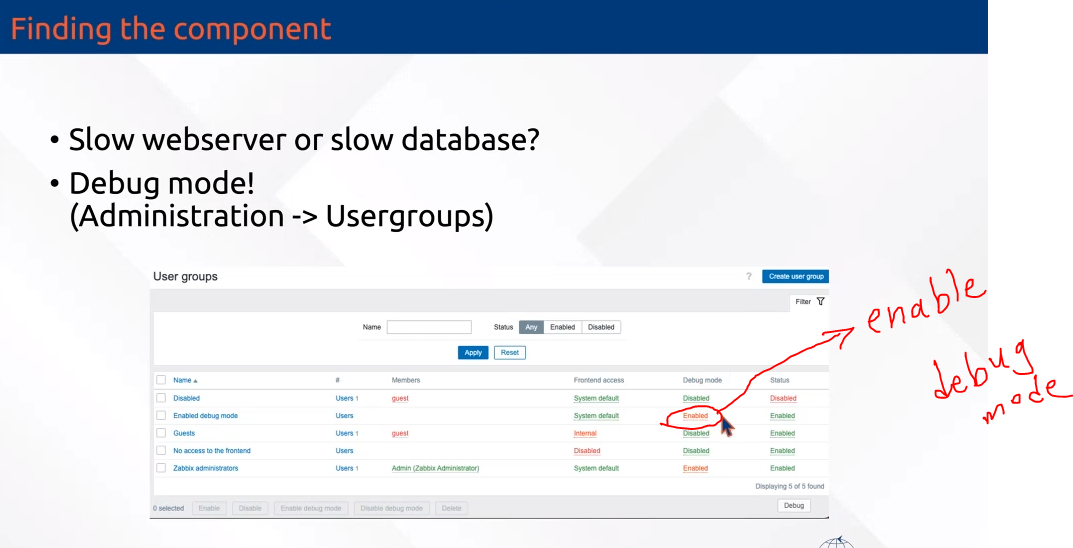 Finding the component
• Slow webserver or slow database?
• Debug mode!
(Administration -> Usergroups)
User groups ? Create user group
Filter
Name Status Any Enabled Disabled
Apply Reset
Name # Members Frontend access Debug mode Status
Disabled Users 1 guest System default Disabled Disabled
Enabled debug mode Users System default Enabled Enabled
Guests Users 1 guest Internal Disabled Enabled
No access to the frontend Users Disabled Disabled Enabled
Zabbix administrators Users 1 Admin (Zabbix Administrator) System default Enabled Enabled
Displaying 5 of 5 found
0 selected Enable Disable Enable debug mode Disable debug mode Delete Debug
enable
debug
mode